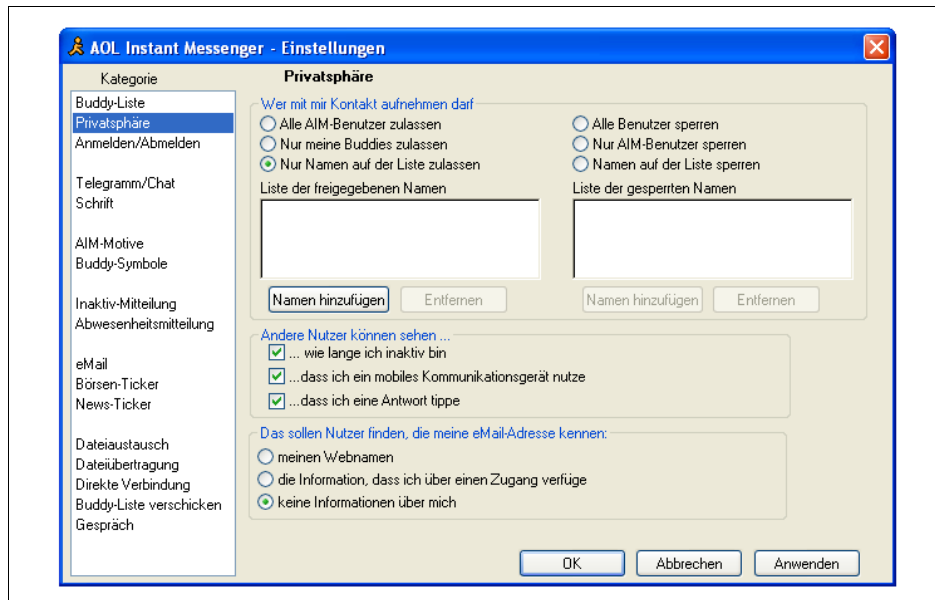 AOL Instant Messenger - Einstellungen
Kategorie
Buddy-Liste
Privatsphäre
Anmelden/Abmelden
Telegramm/Chat
Schrift
AIM-Motive
Buddy-Symbole
Inaktiv-Mitteilung
Abwesenheitsmitteilung
eMail
Börsen-Ticker
News-Ticker
Dateiaustausch
Dateiübertragung
Direkte Verbindung
Buddy-Liste verschicken
Gespräch
Privatsphäre
Wer mit mir Kontakt aufnehmen darf
Alle AIM-Benutzer zulassen
Nur meine Buddies zulassen
Nur Namen auf der Liste zulassen
Liste der freigegebenen Namen
Namen hinzufügen
Entfernen
Alle Benutzer sperren
Nur AIM-Benutzer sperren
Namen auf der Liste sperren
Liste der gesperrten Namen
Namen hinzufügen
Entfernen
Andere Nutzer können sehen ...
... wie lange ich inaktiv bin
...dass ich ein mobiles Kommunikationsgerät nutze
...dass ich eine Antwort tippe
Das sollen Nutzer finden, die meine eMail-Adresse kennen:
meinen Webnamen
die Information, dass ich über einen Zugang verfüge
keine Informationen über mich
OK
Abbrechen
Anwenden